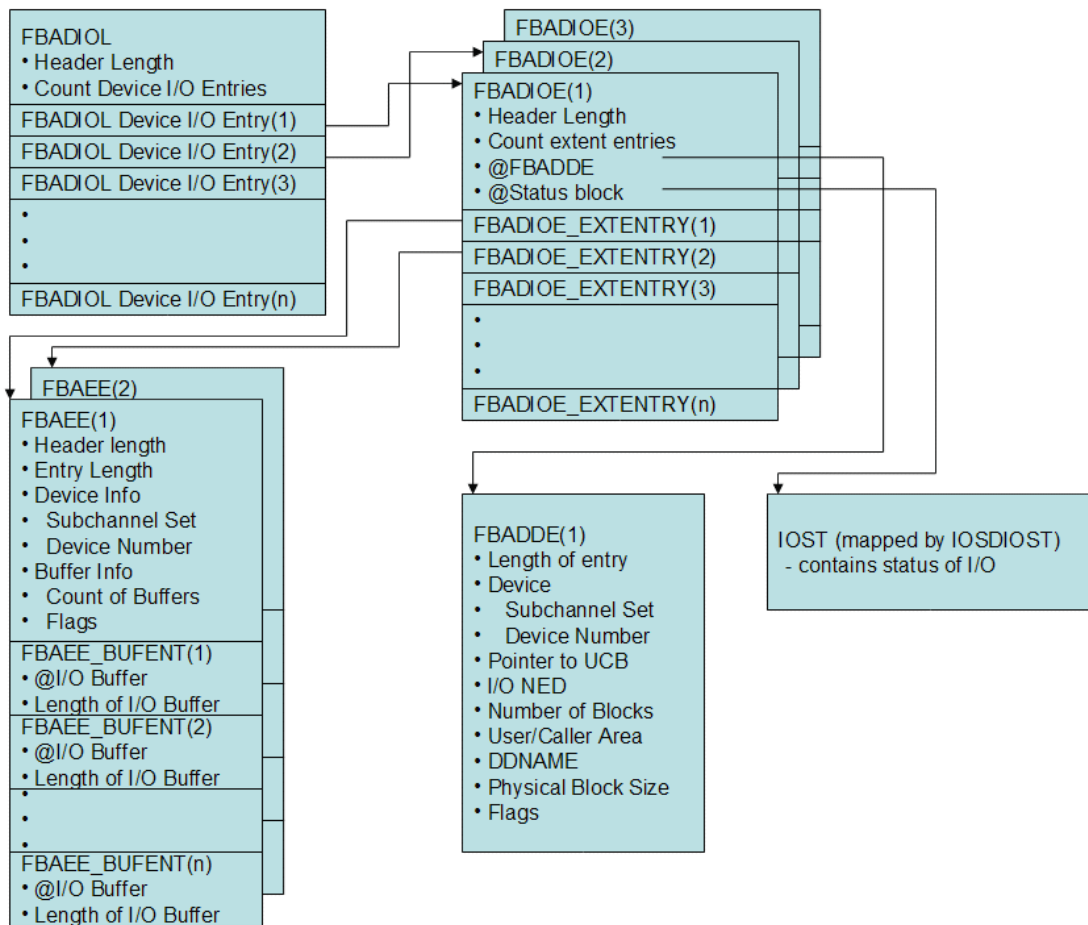 FBADIOL
• Header Length
• Count Device I/O Entries
FBADIOL Device I/O Entry(1)
FBADIOL Device I/O Entry(2)
FBADIOL Device I/O Entry(3)
•
•
•
FBADIOL Device I/O Entry(n)
FBADIOE(3)
FBADIOE(2)
FBADIOE(1)
• Header Length
• Count extent entries
• @FBADDE
• @Status block
FBADIOE_EXTENTRY(1)
FBADIOE_EXTENTRY(2)
FBADIOE_EXTENTRY(3)
•
•
•
FBADIOE_EXTENTRY(n)
FBAEE(2)
FBAEE(1)
• Header length
• Entry Length
• Device Info
• Subchannel Set
• Device Number
• Buffer Info
• Count of Buffers
• Flags
FBAEE_BUFENT(1)
• @I/O Buffer
• Length of I/O Buffer
FBAEE_BUFENT(2)
• @I/O Buffer
• Length of I/O Buffer
•
•
•
FBAEE_BUFENT(n)
• @I/O Buffer
• Length of I/O Buffer
FBADDE(1)
• Length of entry
• Device
• Subchannel Set
• Device Number
• Pointer to UCB
• I/O NED
• Number of Blocks
• User/Caller Area
• DDNAME
• Physical Block Size
• Flags
IOST (mapped by IOSDIOST)
- contains status of I/O